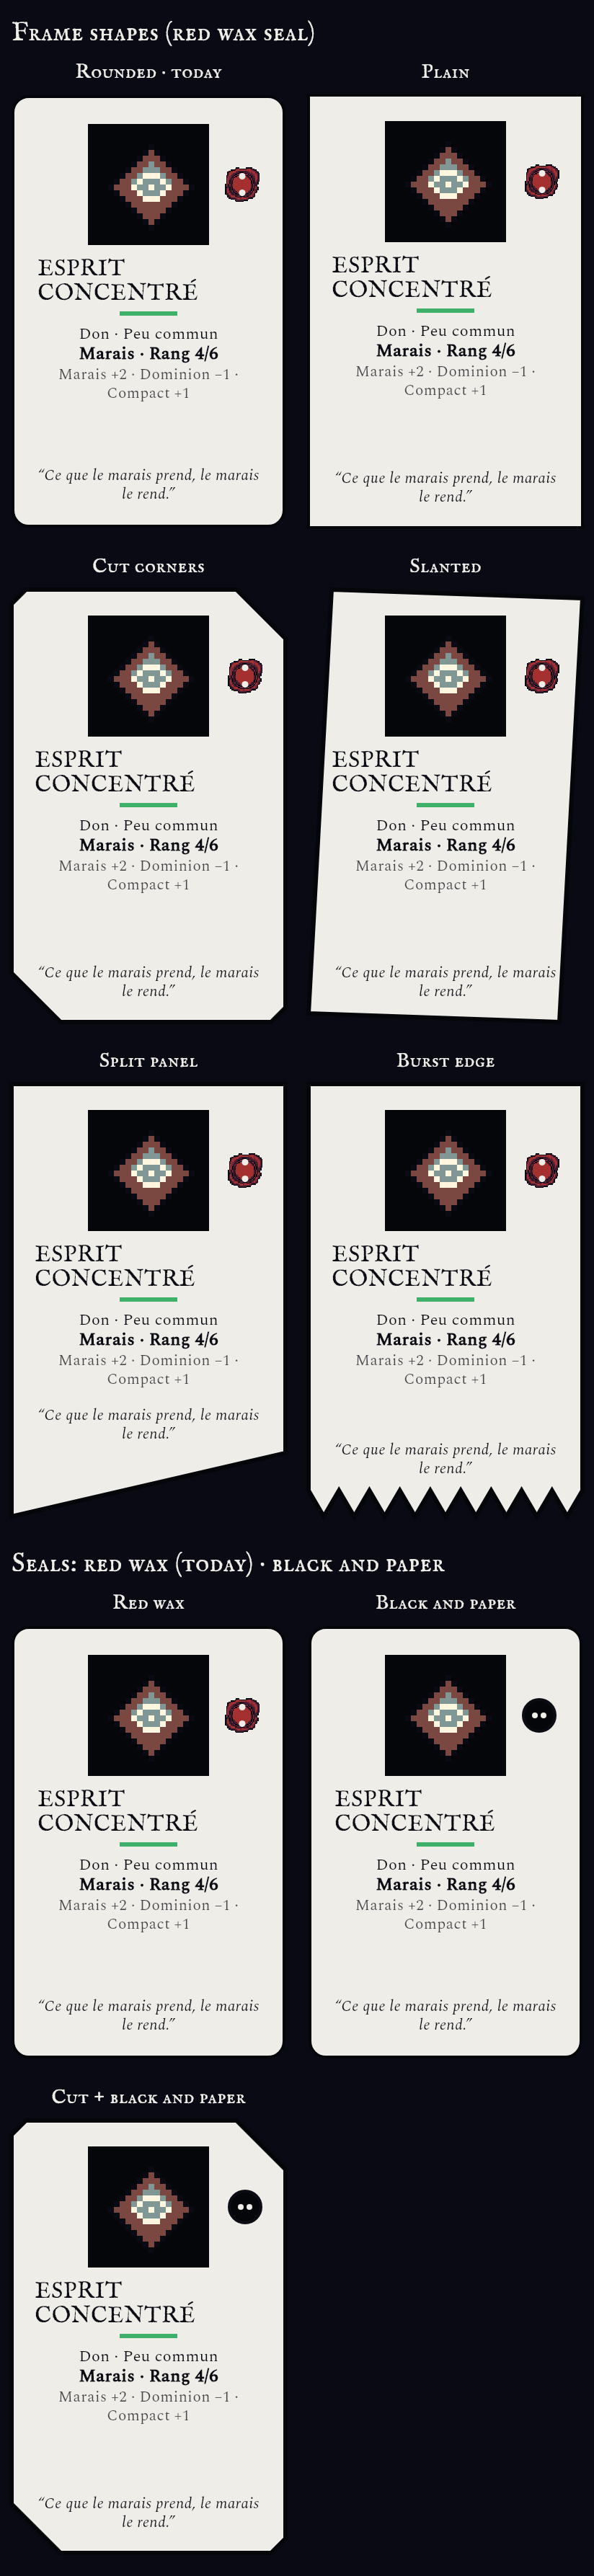 Frame shapes (red wax seal)
Rounded · today
ESPRIT
CONCENTRÉ
Don · Peu commun
Marais · Rang 4/6
Marais +2 · Dominion −1 ·
Compact +1
“Ce que le marais prend, le marais
le rend.”
Plain
ESPRIT
CONCENTRÉ
Don · Peu commun
Marais · Rang 4/6
Marais +2 · Dominion −1 ·
Compact +1
“Ce que le marais prend, le marais
le rend.”
Cut corners
ESPRIT
CONCENTRÉ
Don · Peu commun
Marais · Rang 4/6
Marais +2 · Dominion −1 ·
Compact +1
“Ce que le marais prend, le marais
le rend.”
Slanted
ESPRIT
CONCENTRÉ
Don · Peu commun
Marais · Rang 4/6
Marais +2 · Dominion −1 ·
Compact +1
“Ce que le marais prend, le marais
le rend.”
Split panel
ESPRIT
CONCENTRÉ
Don · Peu commun
Marais · Rang 4/6
Marais +2 · Dominion −1 ·
Compact +1
“Ce que le marais prend, le marais
le rend.”
Burst edge
ESPRIT
CONCENTRÉ
Don · Peu commun
Marais · Rang 4/6
Marais +2 · Dominion −1 ·
Compact +1
“Ce que le marais prend, le marais
le rend.”
Seals: red wax (today) · black and paper
Red wax
ESPRIT
CONCENTRÉ
Don · Peu commun
Marais · Rang 4/6
Marais +2 · Dominion −1 ·
Compact +1
“Ce que le marais prend, le marais
le rend.”
Black and paper
ESPRIT
CONCENTRÉ
Don · Peu commun
Marais · Rang 4/6
Marais +2 · Dominion −1 ·
Compact +1
“Ce que le marais prend, le marais
le rend.”
Cut + black and paper
ESPRIT
CONCENTRÉ
Don · Peu commun
Marais · Rang 4/6
Marais +2 · Dominion −1 ·
Compact +1
“Ce que le marais prend, le marais
le rend.”